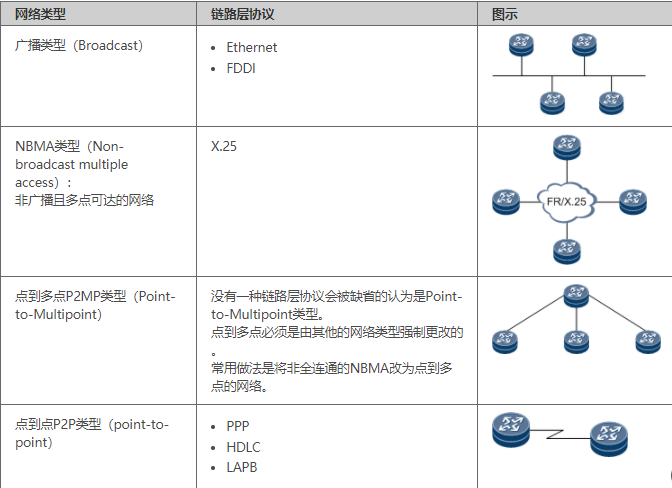 网络类型
链路层协议
图示
广播类型（Broadcast）
Ethernet
FDDI
NBMA类型（Non-
broadcast multiple
access）：
非广播且多点可达的网络
X.25
FR/X.25
点到多点P2MP类型（Point-
to-Multipoint）
没有一种链路层协议会被缺省的认为是Point-
to-Multipoint类型。
点到多点必须是由其他的网络类型强制更改的
。
常用做法是将非全连通的NBMA改为点到多
点的网络。
点到点P2P类型（point-to-
point）
PPP
HDLC
LAPB